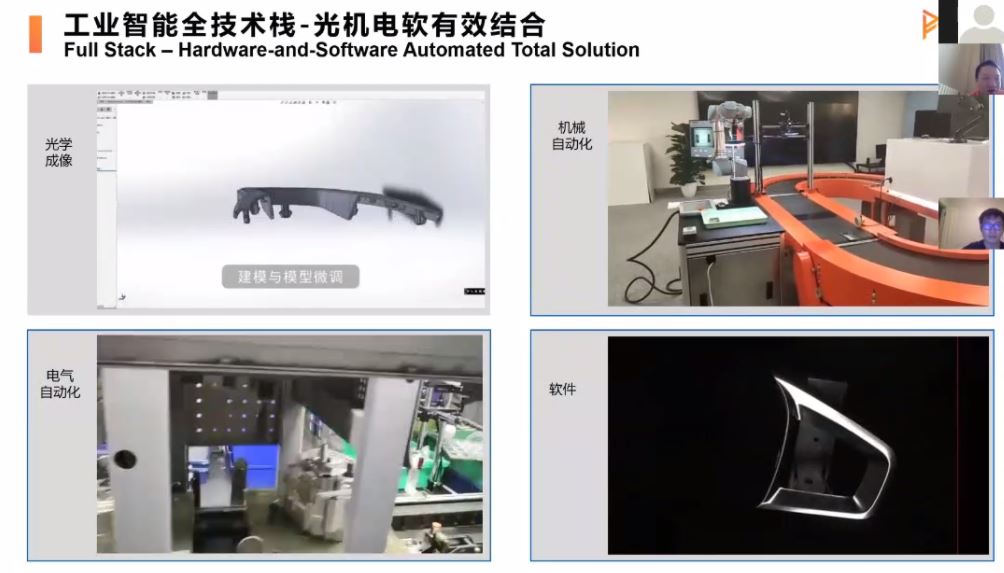 工业智能全技术栈-光机电软有效结合
Full Stack – Hardware-and-Software Automated Total Solution
光学
成像
建模与模型微调
机械
自动化
电气
自动化
软件